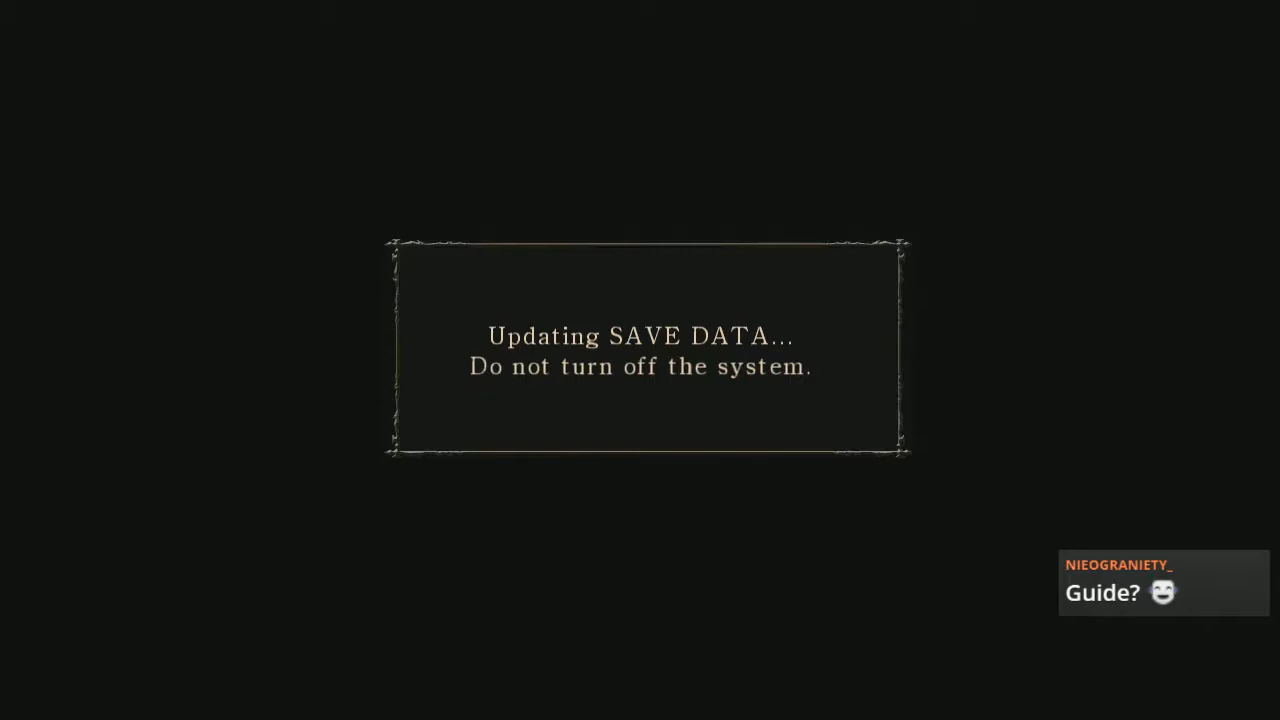 Updating SAVE DATA...
Do not turn off the system.
NIEOGRANIETY_
Guide?